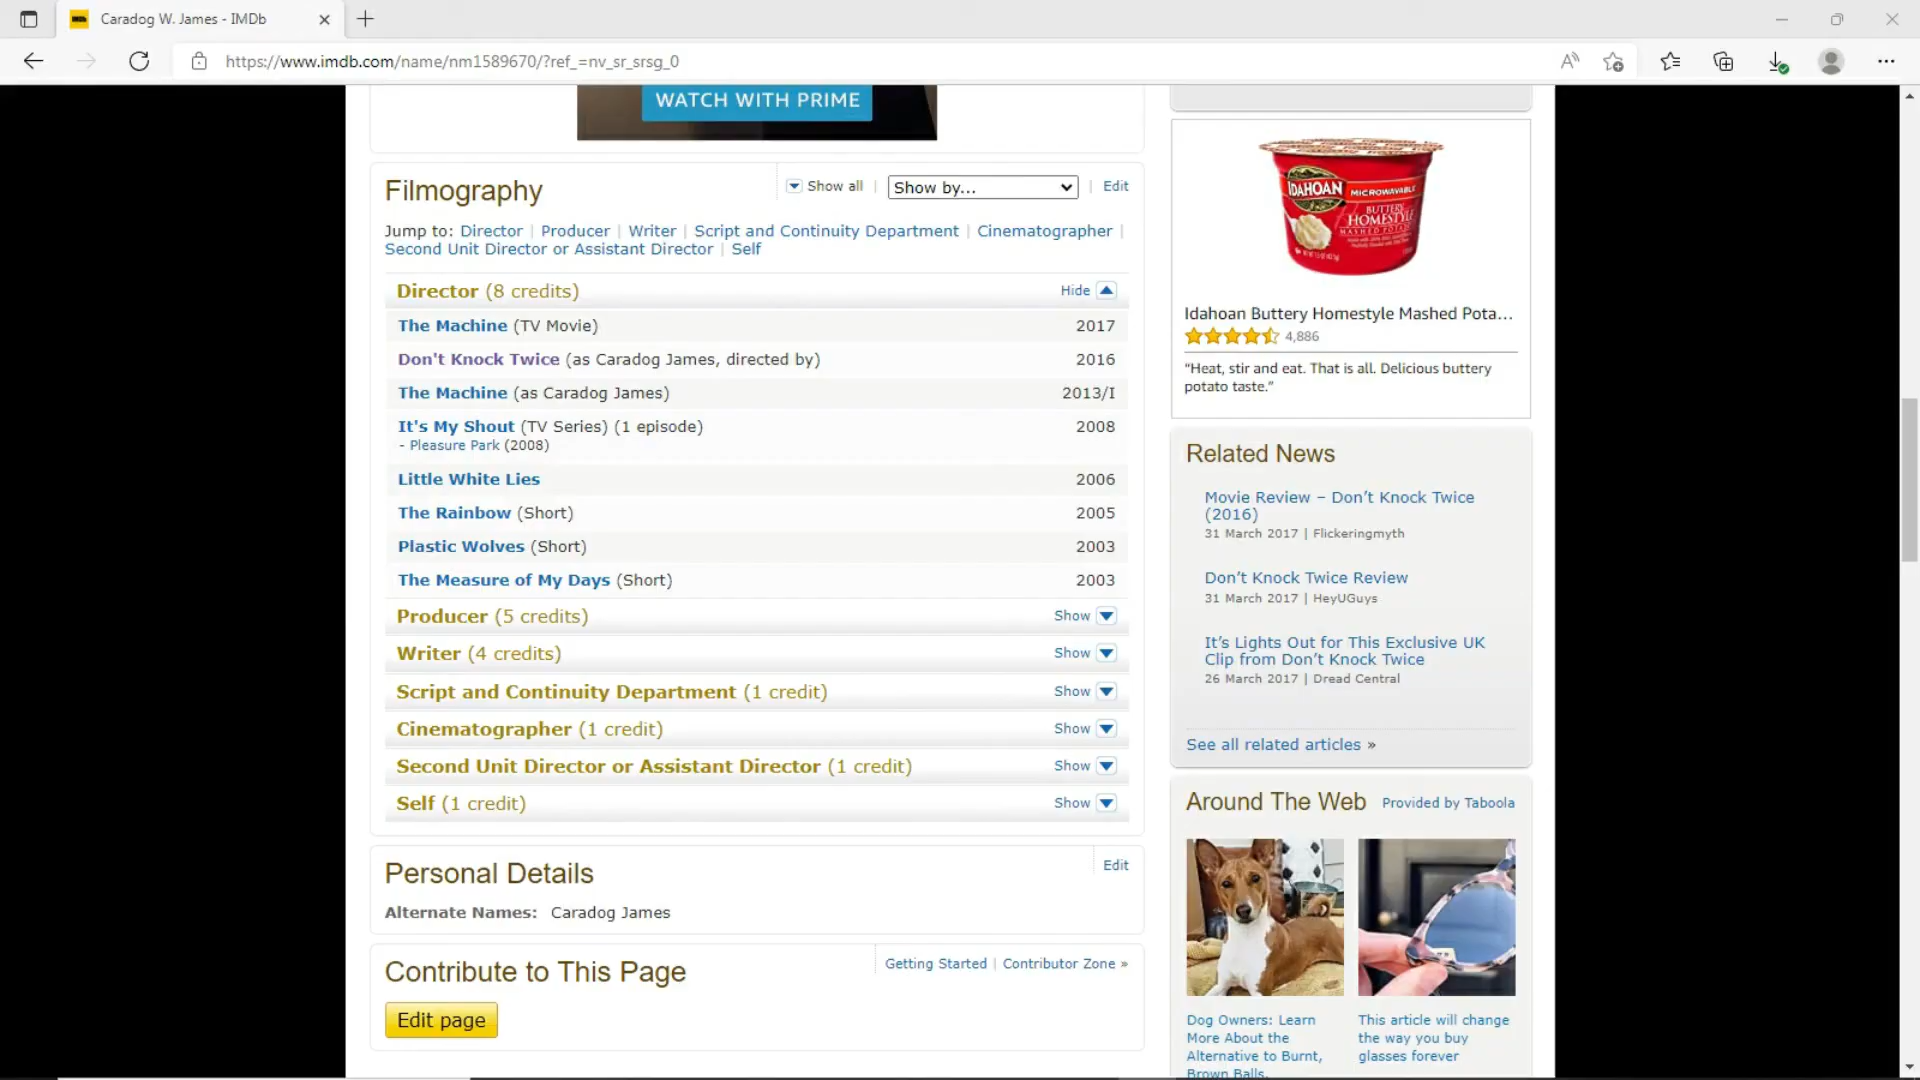 Caradog W. James - IMDb
https://www.imdb.com/name/nm1589670/?ref_=nv_sr_srsg_0
WATCH WITH PRIME
Filmography
Show all
Show by...
Edit
Jump to: Director | Producer | Writer | Script and Continuity Department | Cinematographer |
Second Unit Director or Assistant Director | Self
Director (8 credits)
Hide
The Machine (TV Movie)
2017
Don't Knock Twice (as Caradog James, directed by)
2016
The Machine (as Caradog James)
2013/I
It's My Shout (TV Series) (1 episode)
2008
- Pleasure Park (2008)
Little White Lies
2006
The Rainbow (Short)
2005
Plastic Wolves (Short)
2003
The Measure of My Days (Short)
2003
Producer (5 credits)
Show
Writer (4 credits)
Show
Script and Continuity Department (1 credit)
Show
Cinematographer (1 credit)
Show
Second Unit Director or Assistant Director (1 credit)
Show
Self (1 credit)
Show
Personal Details
Edit
Alternate Names: Caradog James
Contribute to This Page
Getting Started | Contributor Zone »
Edit page
IDAHOAN
MICROWAVABLE
BUTTERY
HOMESTYLE
MASHED POTATO
Idahoan Buttery Homestyle Mashed Pota...
4,886
“Heat, stir and eat. That is all. Delicious buttery
potato taste.”
Related News
Movie Review – Don’t Knock Twice
(2016)
31 March 2017 | Flickeringmyth
Don’t Knock Twice Review
31 March 2017 | HeyUGuys
It’s Lights Out for This Exclusive UK
Clip from Don’t Knock Twice
26 March 2017 | Dread Central
See all related articles »
Around The Web
Provided by Taboola
Dog Owners: Learn
More About the
Alternative to Burnt,
Brown Balls.
This article will change
the way you buy
glasses forever